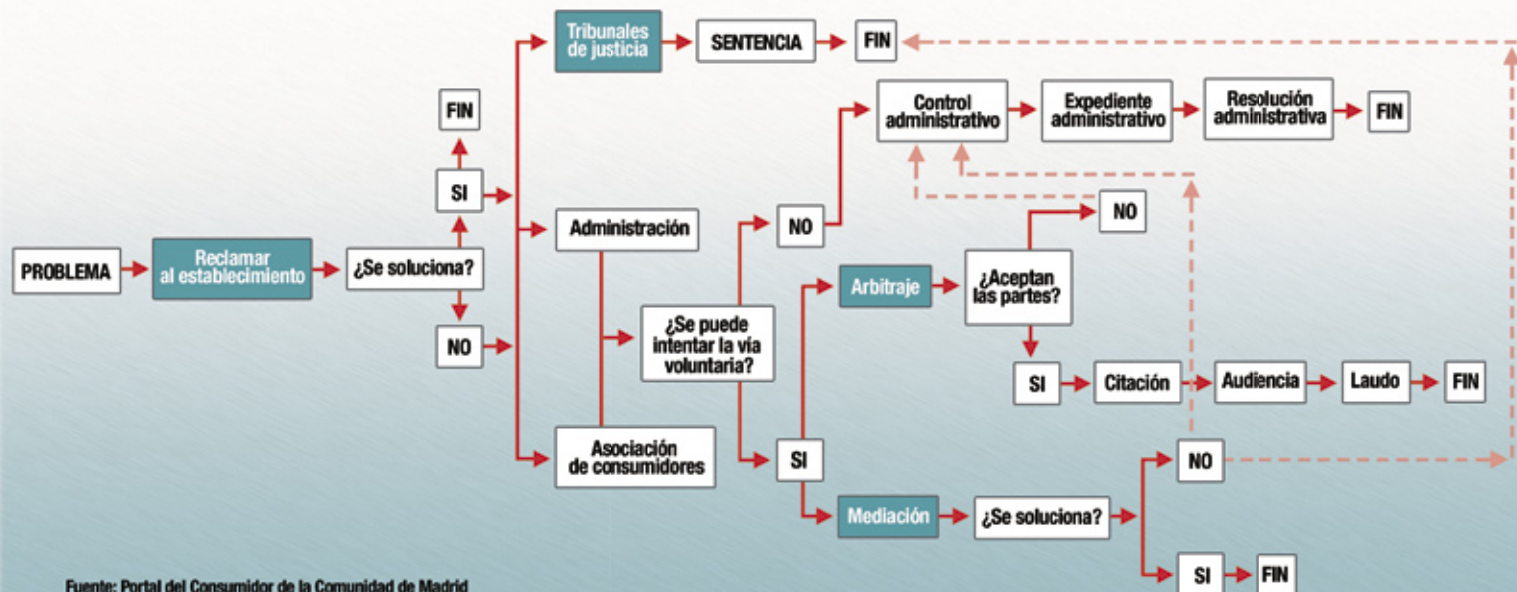 Tribunales
de justicia
SENTENCIA
FIN
FIN
Control
administrativo
Expediente
administrativo
Resolución
administrativa
FIN
SI
NO
Administración
NO
PROBLEMA
Reclamar
al establecimiento
¿Se soluciona?
Arbitraje
¿Aceptan
las partes?
¿Se puede
intentar la vía
voluntaria?
NO
SI
Citación
Audiencia
Laudo
FIN
Asociación
de consumidores
SI
NO
Mediación
¿Se soluciona?
SI
FIN
Fuente: Portal del Consumidor de la Comunidad de Madrid